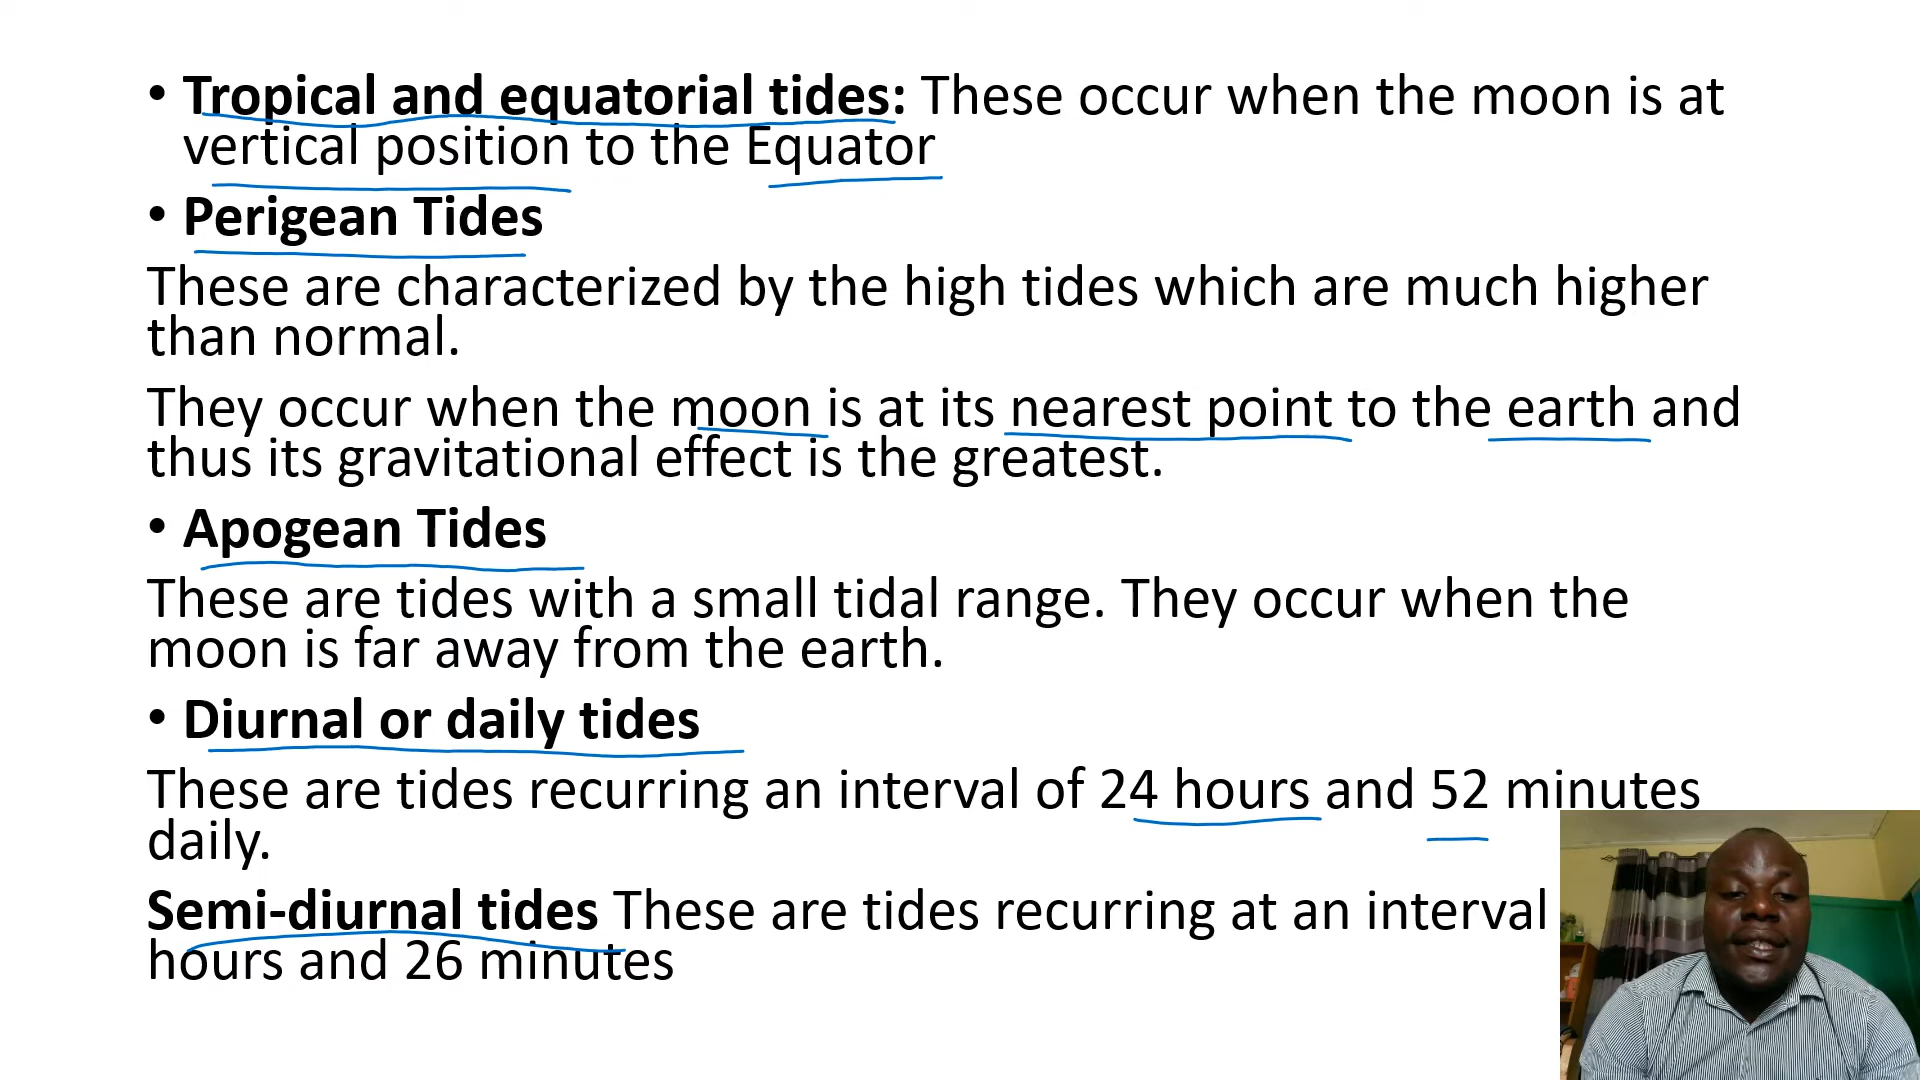 • Tropical and equatorial tides: These occur when the moon is at
vertical position to the Equator
• Perigean Tides
These are characterized by the high tides which are much higher
than normal.
They occur when the moon is at its nearest point to the earth and
thus its gravitational effect is the greatest.
• Apogean Tides
These are tides with a small tidal range. They occur when the
moon is far away from the earth.
• Diurnal or daily tides
These are tides recurring an interval of 24 hours and 52 minutes
daily.
Semi-diurnal tides These are tides recurring at an interval
hours and 26 minutes